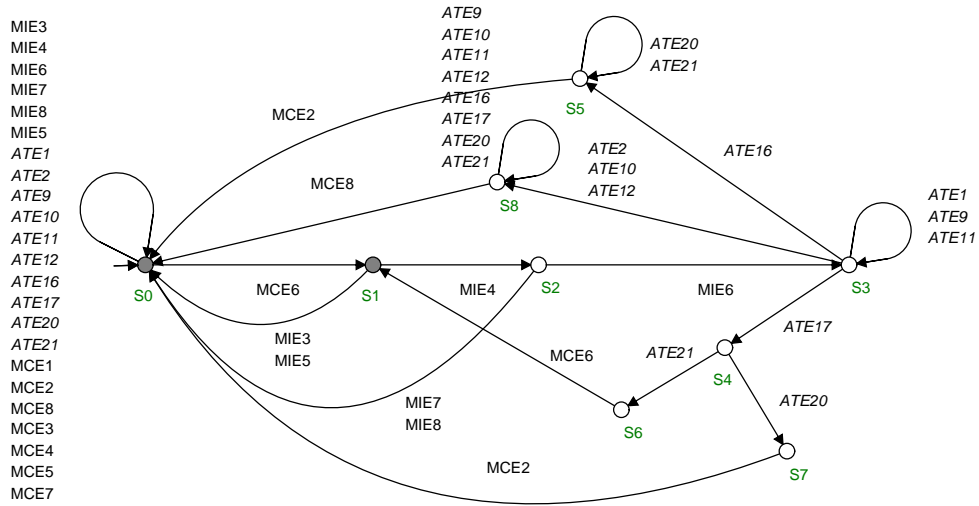 MIE3
MIE4
MIE6
MIE7
MIE8
MIE5
ATE1
ATE2
ATE9
ATE10
ATE11
ATE12
ATE16
ATE17
ATE20
ATE21
MCE1
MCE2
MCE8
MCE3
MCE4
MCE5
MCE7
ATE9
ATE10
ATE11
ATE12
ATE16
ATE17
ATE20
ATE21
ATE20
ATE21
S5
MCE2
ATE2
ATE10
ATE12
ATE16
MCE8
S8
ATE1
ATE9
ATE11
S0
MCE6
S1
MIE4
S2
MIE6
S3
MIE3
MIE5
MCE6
ATE21
ATE17
S4
MIE7
MIE8
S6
ATE20
MCE2
S7